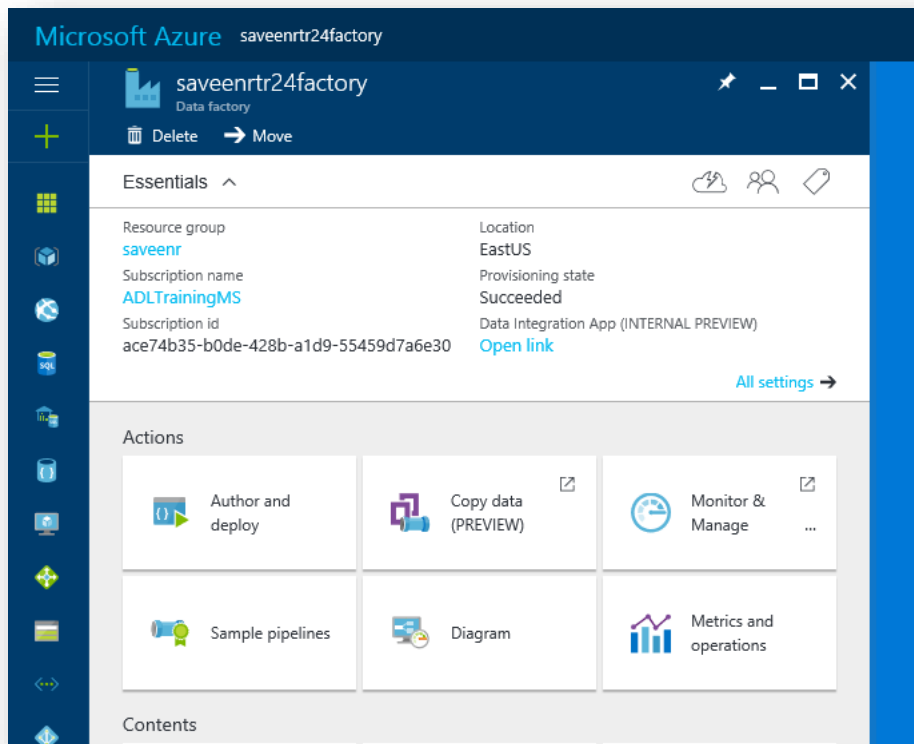 Microsoft Azure saveenrtr24factory
saveenrtr24factory
Data factory
Delete Move
Essentials
Resource group
saveenr
Subscription name
ADLTrainingMS
Subscription id
ace74b35-b0de-428b-a1d9-55459d7a6e30
Location
EastUS
Provisioning state
Succeeded
Data Integration App (INTERNAL PREVIEW)
Open link
All settings
Actions
Author and
deploy
Copy data
(PREVIEW)
Monitor &
Manage
...
Sample pipelines
Diagram
Metrics and
operations
Contents
SQL